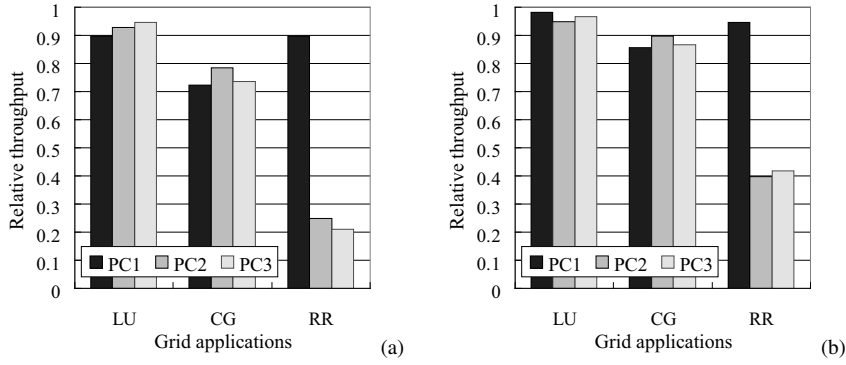 Relative throughput
1
0.9
0.8
0.7
0.6
0.5
0.4
0.3
0.2
0.1
0
PC1 PC2 PC3
LU CG RR
Grid applications
(a)
Relative throughput
1
0.9
0.8
0.7
0.6
0.5
0.4
0.3
0.2
0.1
0
PC1 PC2 PC3
LU CG RR
Grid applications
(b)